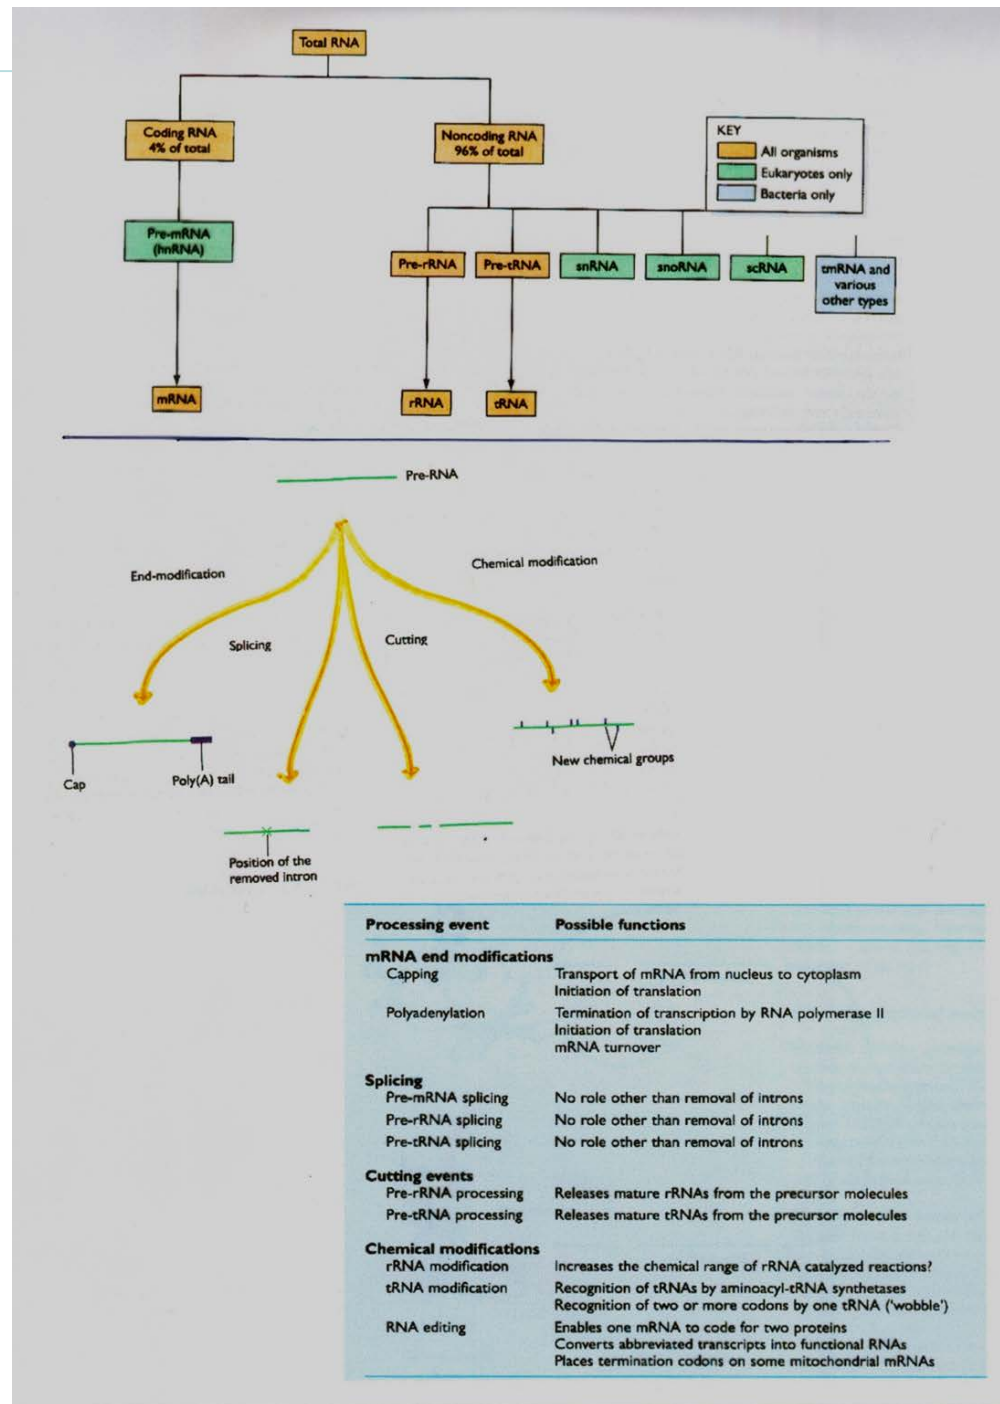 Total RNA
Coding RNA
4% of total
Noncoding RNA
96% of total
KEY
All organisms
Eukaryotes only
Bacteria only
Pre-mRNA
(hnRNA)
Pre-rRNA
Pre-tRNA
snRNA
snoRNA
scRNA
tmRNA and
various
other types
mRNA
rRNA
tRNA
Pre-RNA
End-modification
Chemical modification
Splicing
Cutting
New chemical groups
Cap
Poly(A) tail
Position of the
removed intron
Processing event Possible functions
mRNA end modifications
Capping Transport of mRNA from nucleus to cytoplasm
Initiation of translation
Polyadenylation Termination of transcription by RNA polymerase II
Initiation of translation
mRNA turnover
Splicing
Pre-mRNA splicing No role other than removal of introns
Pre-rRNA splicing No role other than removal of introns
Pre-tRNA splicing No role other than removal of introns
Cutting events
Pre-rRNA processing Releases mature rRNAs from the precursor molecules
Pre-tRNA processing Releases mature tRNAs from the precursor molecules
Chemical modifications
rRNA modification Increases the chemical range of rRNA catalyzed reactions?
tRNA modification Recognition of tRNAs by aminoacyl-tRNA synthetases
Recognition of two or more codons by one tRNA ('wobble')
RNA editing Enables one mRNA to code for two proteins
Converts abbreviated transcripts into functional RNAs
Places termination codons on some mitochondrial mRNAs